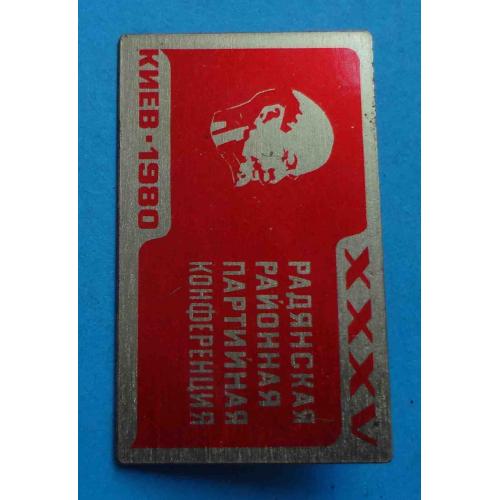 XXXV
РАДЯНСКАЯ
РАЙОННАЯ
ПАРТИЙНАЯ
КОНФЕРЕНЦИЯ
КИЕВ·1980